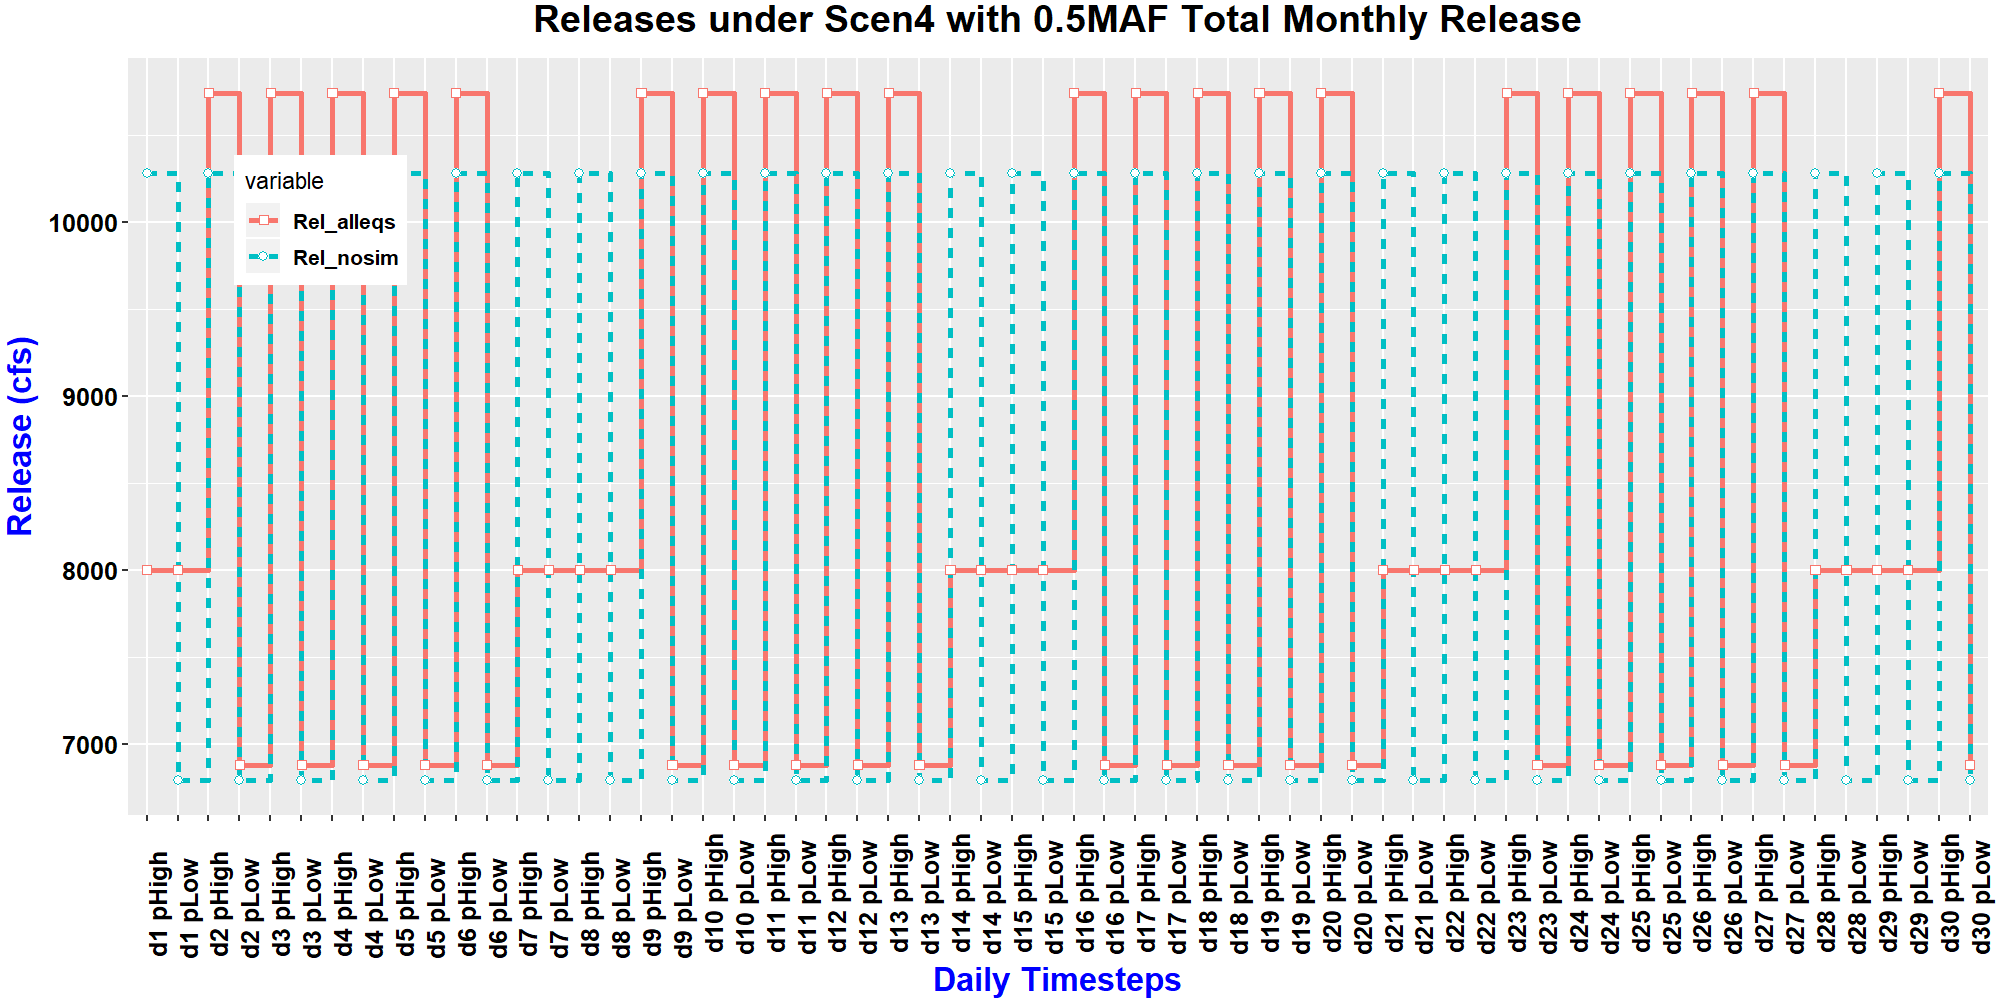 Releases under Scen4 with 0.5MAF Total Monthly Release
Release (cfs)
10000
9000
8000
7000
variable
Rel_alleqs
Rel_nosim
d1 pHigh
d1 pLow
d2 pHigh
d2 pLow
d3 pHigh
d3 pLow
d4 pHigh
d4 pLow
d5 pHigh
d5 pLow
d6 pHigh
d6 pLow
d7 pHigh
d7 pLow
d8 pHigh
d8 pLow
d9 pHigh
d9 pLow
d10 pHigh
d10 pLow
d11 pHigh
d11 pLow
d12 pHigh
d12 pLow
d13 pHigh
d13 pLow
d14 pHigh
d14 pLow
d15 pHigh
d15 pLow
d16 pHigh
d16 pLow
d17 pHigh
d17 pLow
d18 pHigh
d18 pLow
d19 pHigh
d19 pLow
d20 pHigh
d20 pLow
d21 pHigh
d21 pLow
d22 pHigh
d22 pLow
d23 pHigh
d23 pLow
d24 pHigh
d24 pLow
d25 pHigh
d25 pLow
d26 pHigh
d26 pLow
d27 pHigh
d27 pLow
d28 pHigh
d28 pLow
d29 pHigh
d29 pLow
d30 pHigh
d30 pLow
Daily Timesteps